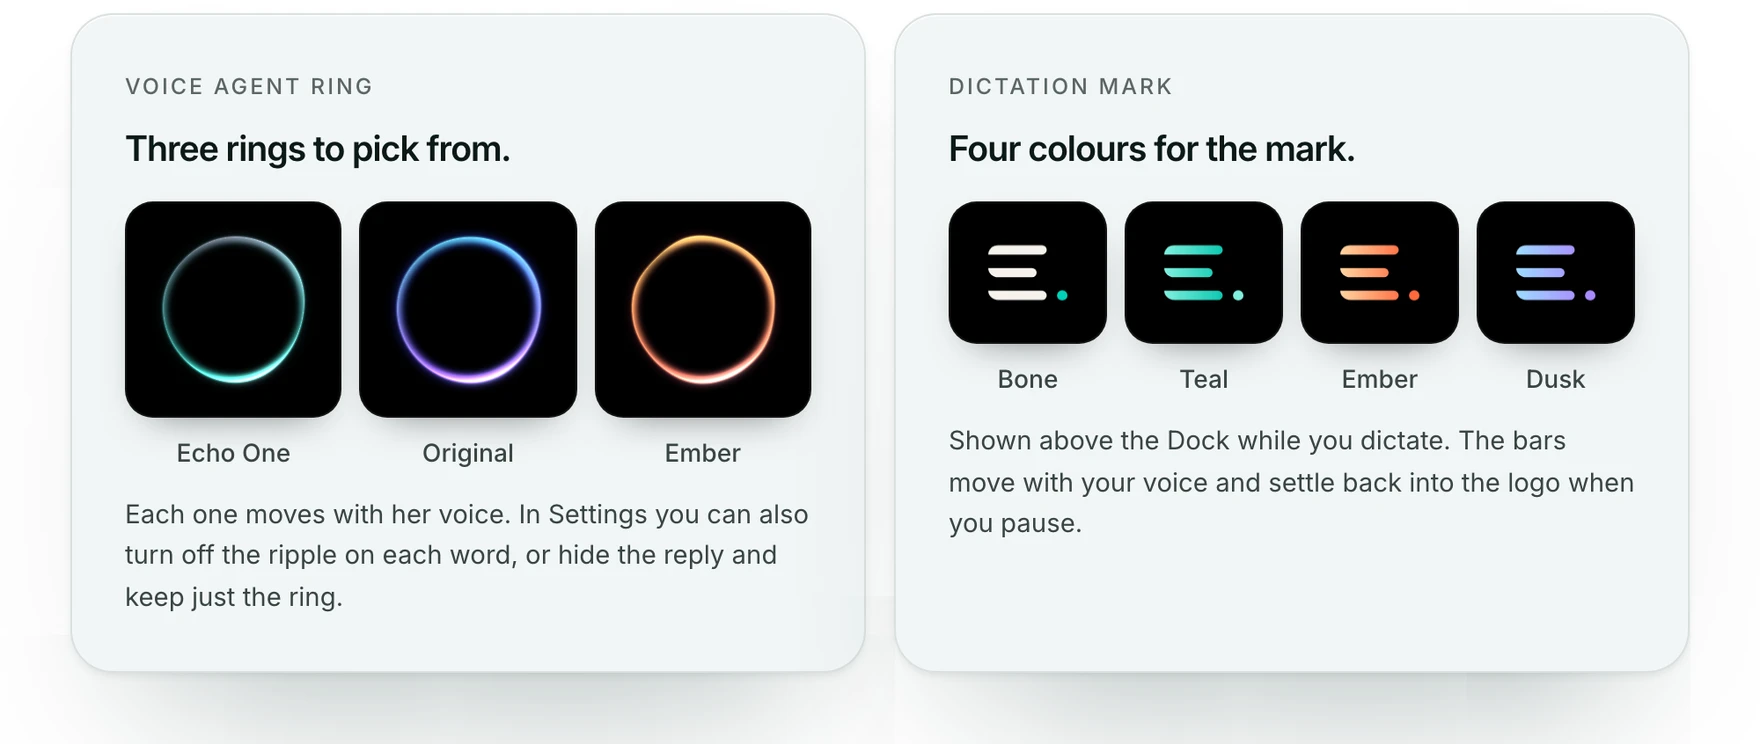 VOICE AGENT RING
Three rings to pick from.
Echo One
Original
Ember
Each one moves with her voice. In Settings you can also
turn off the ripple on each word, or hide the reply and
keep just the ring.
DICTATION MARK
Four colours for the mark.
Bone
Teal
Ember
Dusk
Shown above the Dock while you dictate. The bars
move with your voice and settle back into the logo when
you pause.